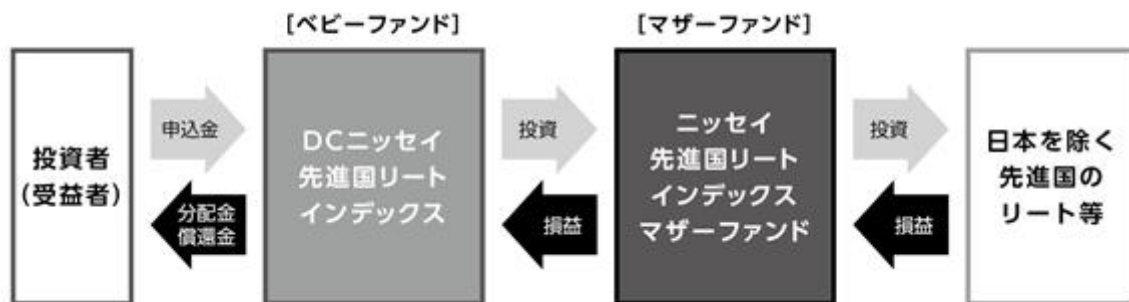 [ベビーファンド]
[マザーファンド]
投資者
(受益者)
申込金
分配金
償還金
DCニッセイ
先進国リート
インデックス
投資
損益
ニッセイ
先進国リート
インデックス
マザーファンド
投資
損益
日本を除く
先進国の
リート等